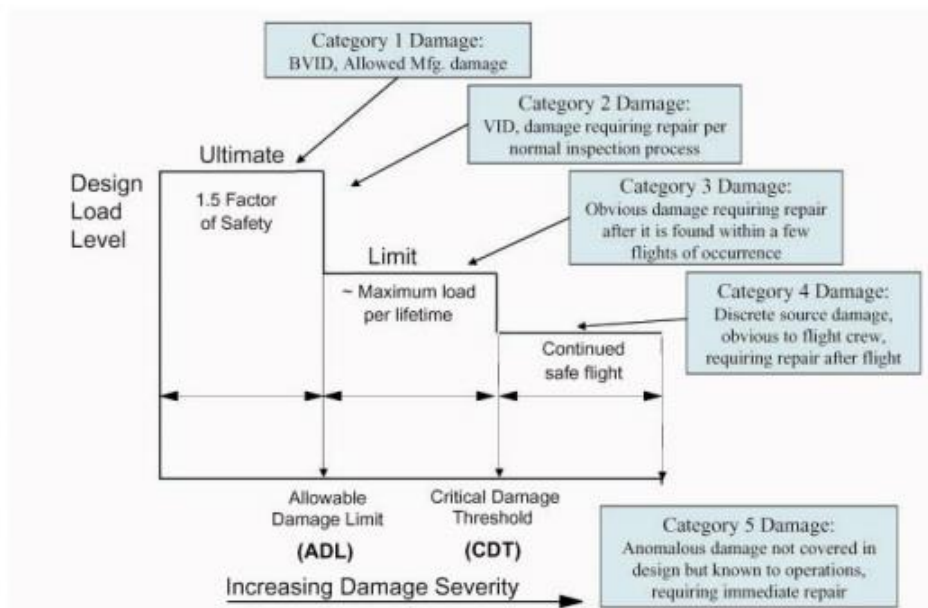 Category 1 Damage:
BVID, Allowed Mfg. damage
Category 2 Damage:
VID, damage requiring repair per
normal inspection process
Ultimate
Design
Load
Level
1.5 Factor
of Safety
Category 3 Damage:
Obvious damage requiring repair
after it is found within a few
flights of occurrence
Limit
~ Maximum load
per lifetime
Category 4 Damage:
Discrete source damage,
obvious to flight crew,
requiring repair after flight
Continued
safe flight
Allowable
Damage Limit
(ADL)
Critical Damage
Threshold
(CDT)
Category 5 Damage:
Anomalous damage not covered in
design but known to operations,
requiring immediate repair
Increasing Damage Severity